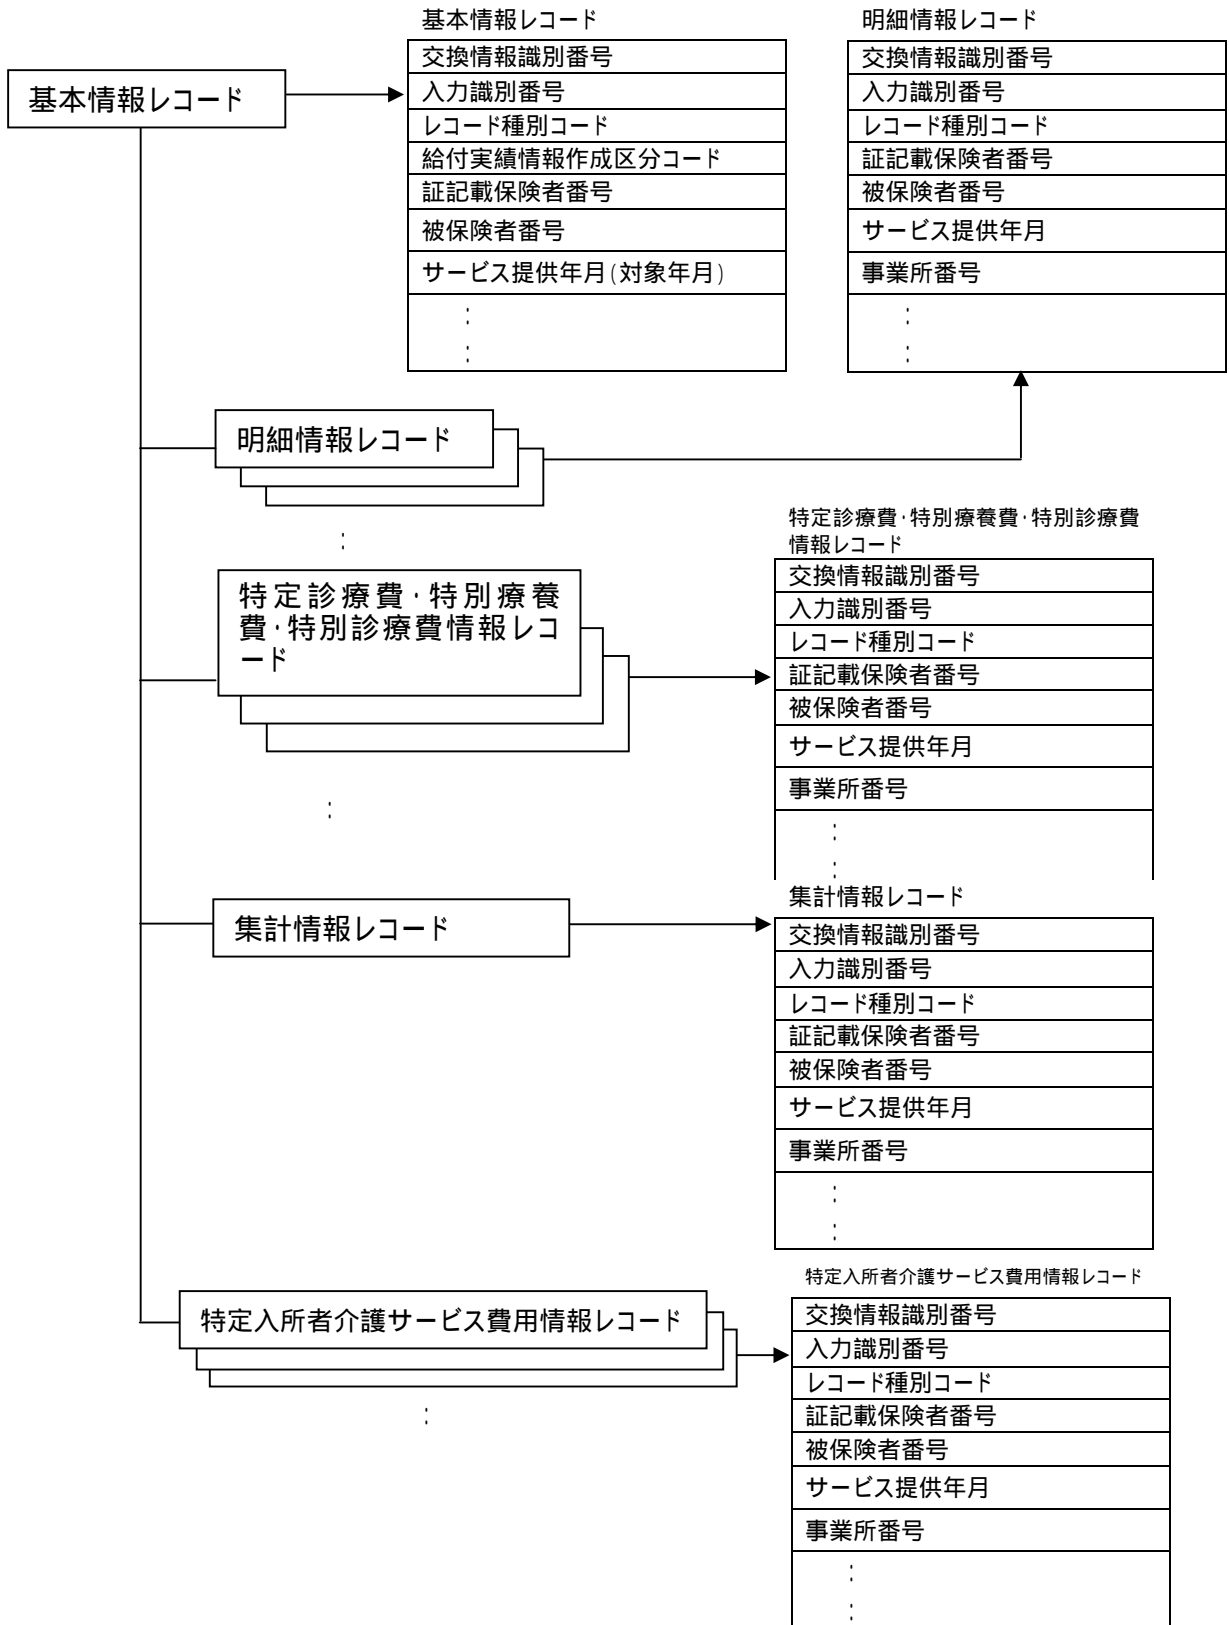 基本情報レコード
交換情報識別番号
入力識別番号
レコード種別コード
給付実績情報作成区分コード
証記載保険者番号
被保険者番号
サービス提供年月(対象年月)
：
：
明細情報レコード
交換情報識別番号
入力識別番号
レコード種別コード
証記載保険者番号
被保険者番号
サービス提供年月
事業所番号
：
：
基本情報レコード
明細情報レコード
：
特定診療費・特別療養費・特別診療費
情報レコード
交換情報識別番号
入力識別番号
レコード種別コード
証記載保険者番号
被保険者番号
サービス提供年月
事業所番号
：
：
特定診療費・特別療養
費・特別診療費情報レコ
ード
：
集計情報レコード
集計情報レコード
交換情報識別番号
入力識別番号
レコード種別コード
証記載保険者番号
被保険者番号
サービス提供年月
事業所番号
：
：
特定入所者介護サービス費用情報レコード
：
特定入所者介護サービス費用情報レコード
交換情報識別番号
入力識別番号
レコード種別コード
証記載保険者番号
被保険者番号
サービス提供年月
事業所番号
：
：